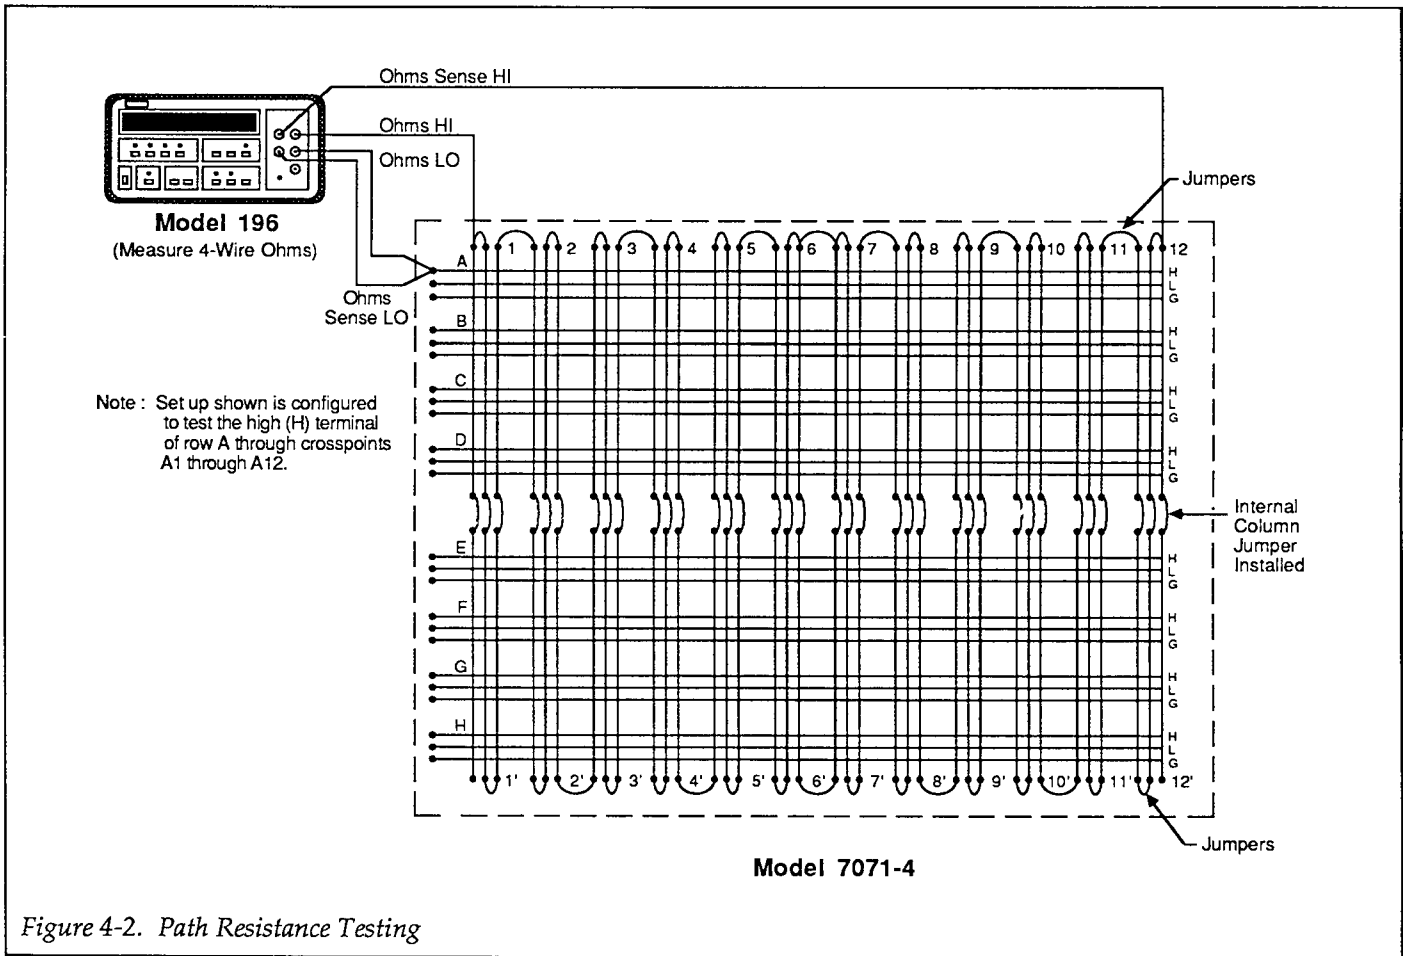 Ohms Sense HI
Ohms HI
Ohms LO
Model 196
(Measure 4-Wire Ohms)
Jumpers
1 2 3 4 5 6 7 8 9 10 11 12
A
H
L
G
Ohms
Sense LO
B
H
L
G
Note : Set up shown is configured
to test the high (H) terminal
of row A through crosspoints
A1 through A12.
C
H
L
G
D
H
L
G
Internal
Column
Jumper
Installed
E
H
L
G
F
H
L
G
G
H
L
G
H
H
L
G
1' 2' 3' 4' 5' 6' 7' 8' 9' 10' 11' 12'
Jumpers
Model 7071-4
Figure 4-2. Path Resistance Testing